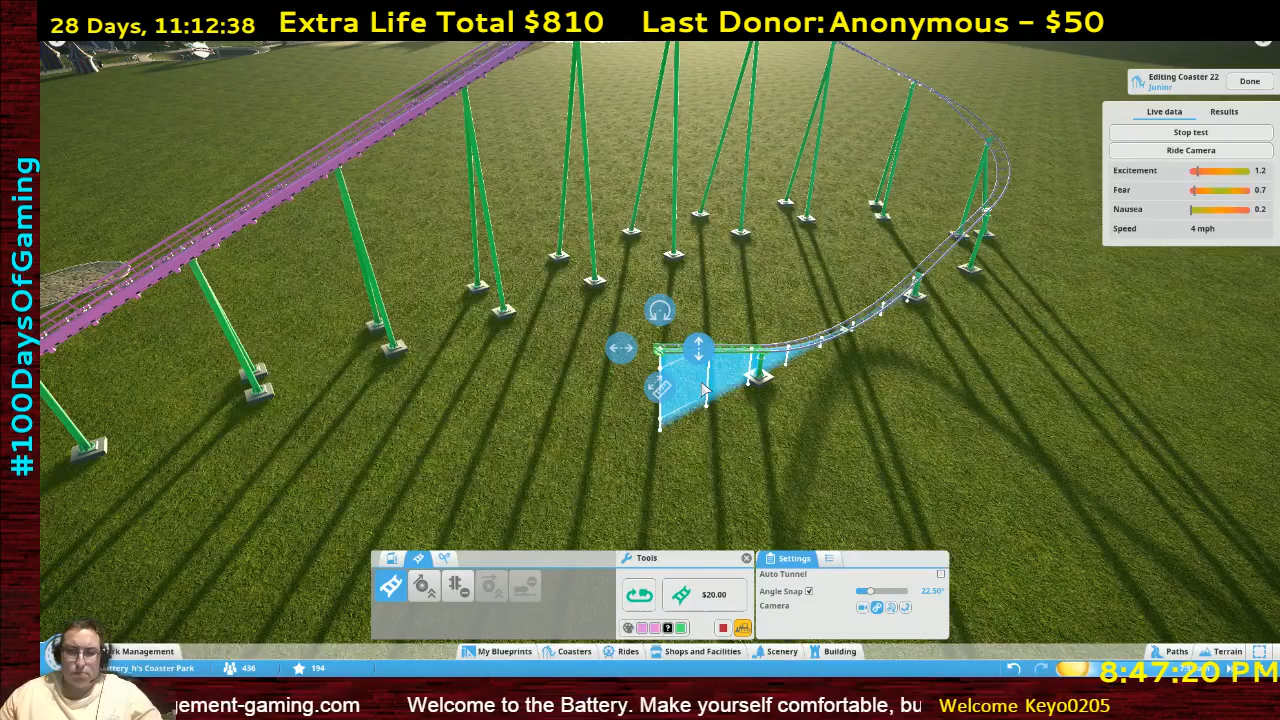 28 Days, 11:12:38
Extra Life Total $810
Last Donor: Anonymous - $50
#100DaysOfGaming
Editing Coaster 22
Junior
Done
Live data
Results
Stop test
Ride Camera
Excitement 1.2
Fear 0.7
Nausea 0.2
Speed 4 mph
Tools
$20.00
Settings
Auto Tunnel
Angle Snap 22.50°
Camera
rk Management
My Blueprints
Coasters
Rides
Shops and Facilities
Scenery
Building
Paths
Terrain
ttery_h's Coaster Park
436
194
8:47:20 PM
jement-gaming.com
Welcome to the Battery. Make yourself comfortable, bu
Welcome Keyo0205